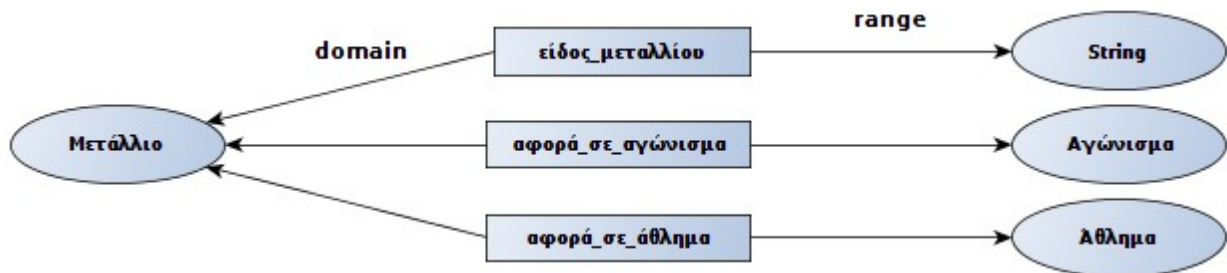 domain
range
είδος_μεταλλίου
String
Μετάλλιο
αφορά_σε_αγώνισμα
Αγώνισμα
αφορά_σε_άθλημα
Άθλημα